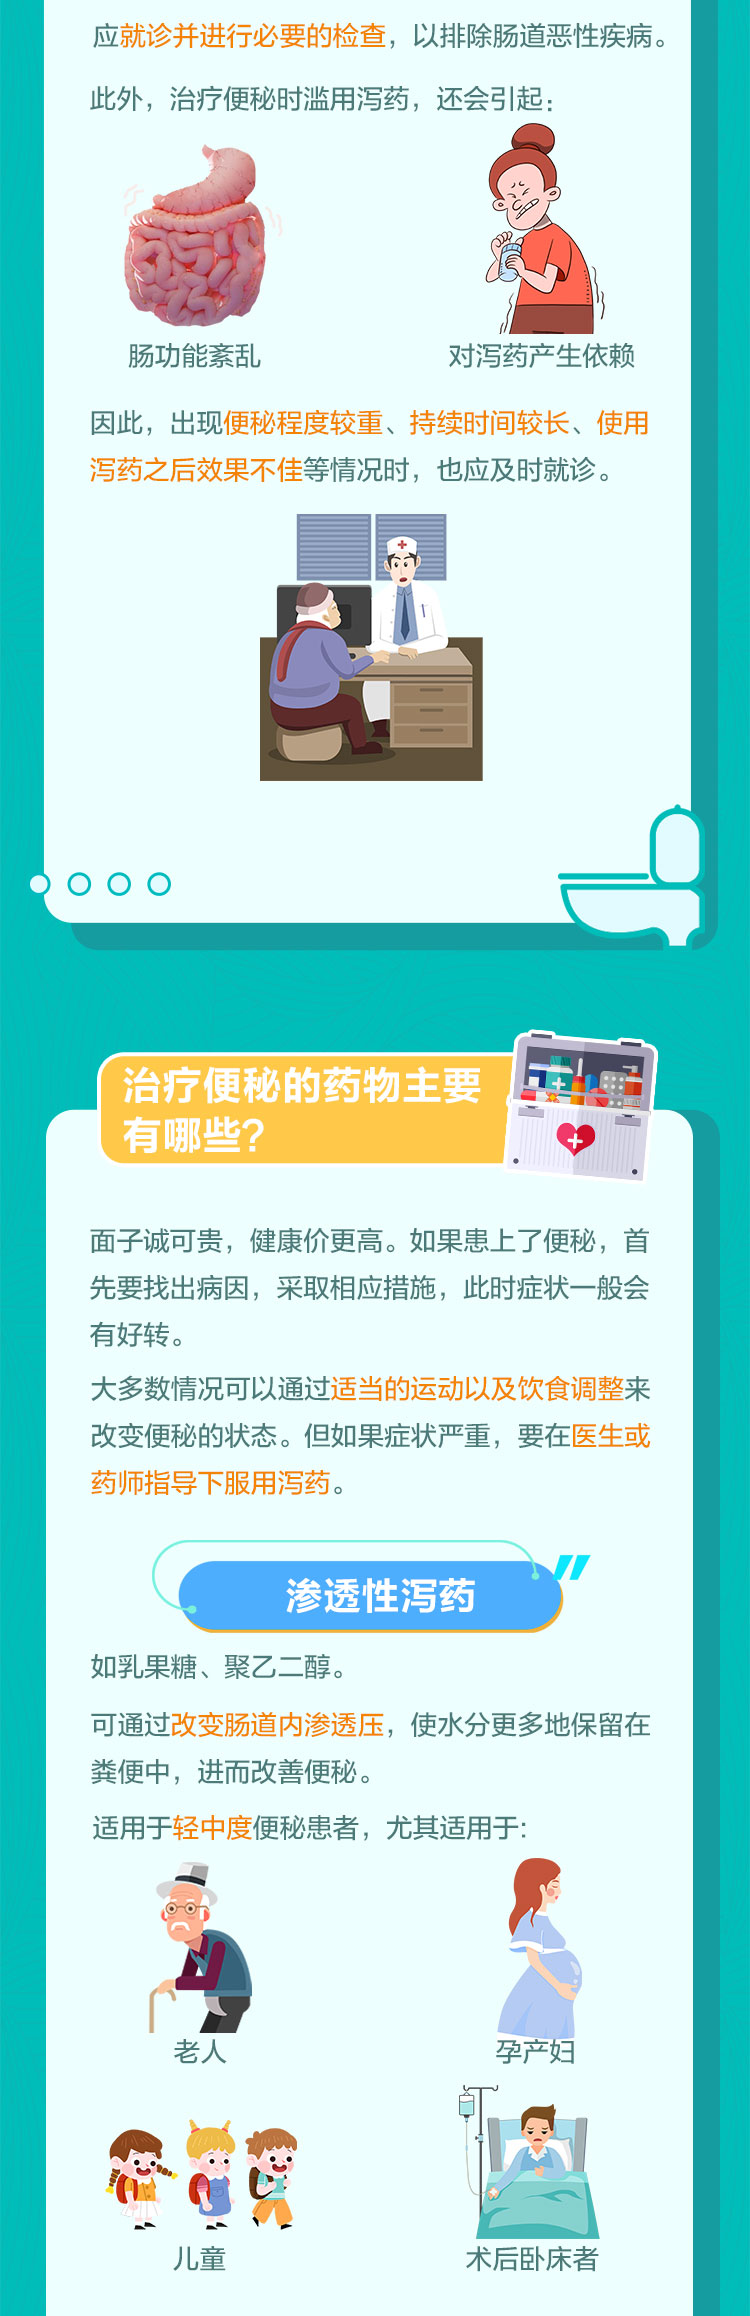 应就诊并进行必要的检查，以排除肠道恶性疾病。
此外，治疗便秘时滥用泻药，还会引起：
肠功能紊乱
对泻药产生依赖
因此，出现便秘程度较重、持续时间较长、使用
泻药之后效果不佳等情况时，也应及时就诊。
治疗便秘的药物主要
有哪些？
面子诚可贵，健康价更高。如果患上了便秘，首
先要找出病因，采取相应措施，此时症状一般会
有好转。
大多数情况可以通过适当的运动以及饮食调整来
改变便秘的状态。但如果症状严重，要在医生或
药师指导下服用泻药。
渗透性泻药
如乳果糖、聚乙二醇。
可通过改变肠道内渗透压，使水分更多地保留在
粪便中，进而改善便秘。
适用于轻中度便秘患者，尤其适用于：
老人
孕产妇
儿童
术后卧床者